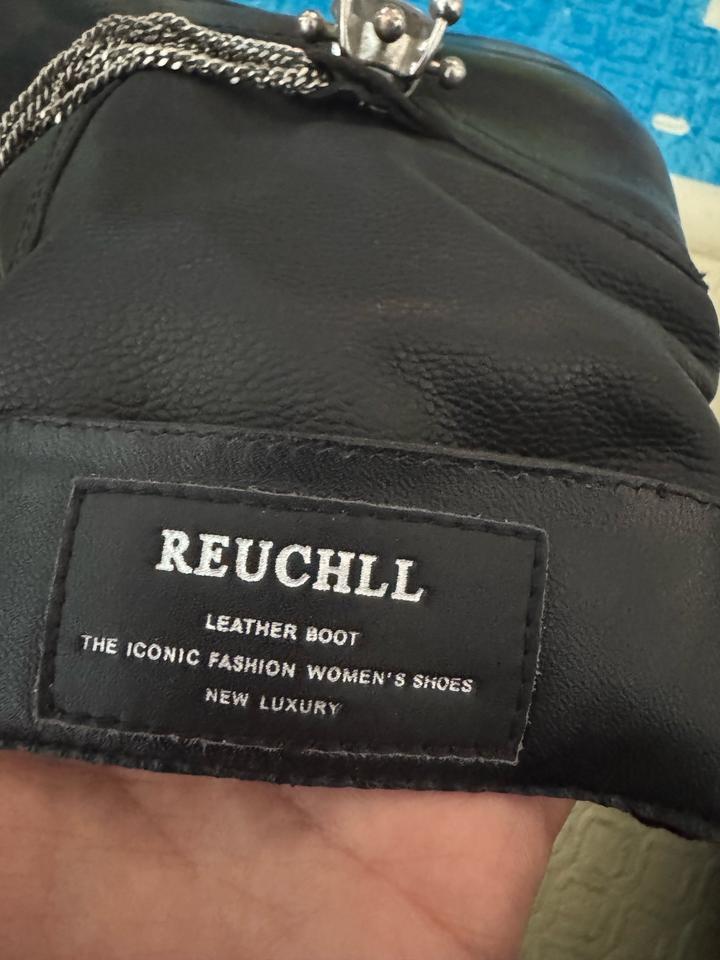 REUCHLL
LEATHER BOOT
THE ICONIC FASHION WOMEN'S SHOES
NEW LUXURY